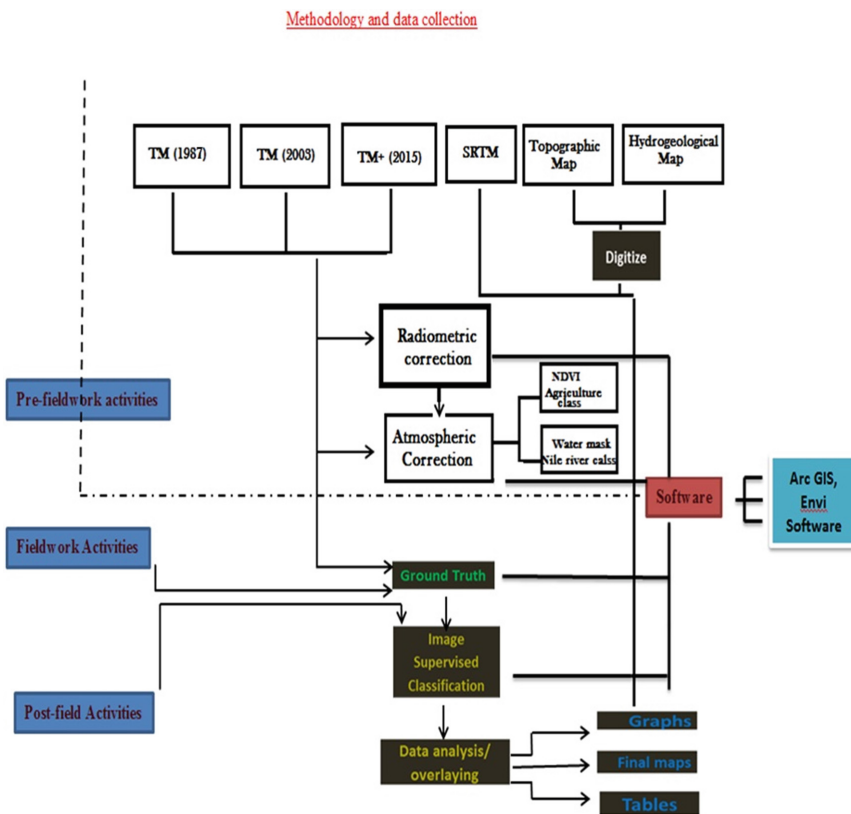 Methodology and data collection
TM (1987)
TM (2003)
TM+ (2015)
SRTM
Topographic
Map
Hydrogeological
Map
Digitize
Radiometric
correction
NDVI
Agriculture
class
Pre-fieldwork activities
Atmospheric
Correction
Water mask
Nile river calss
Software
Arc GIS,
Envi
Software
Fieldwork Activities
Ground Truth
Image
Supervised
Classification
Post-field Activities
Data analysis/
overlaying
Graphs
Final maps
Tables